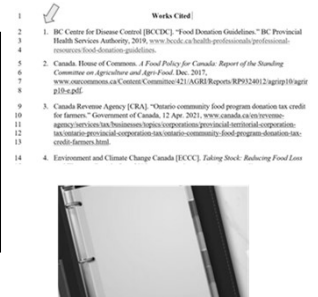 1 Works Cited
2 1. BC Centre for Disease Control [BCCDC]. "Food Donation Guidelines." BC Provincial
3 Health Services Authority, 2019, www.bccdc.ca/health-professionals/professional-
4 resources/food-donation-guidelines.
5 2. Canada. House of Commons. A Food Policy for Canada: Report of the Standing
6 Committee on Agriculture and Agri-Food. Dec. 2017,
7 www.ourcommons.ca/Content/Committee/421/AGRI/Reports/RP9324012/agrirp10/agrir
8 p10-e.pdf.
9 3. Canada Revenue Agency [CRA]. "Ontario community food program donation tax credit
10 for farmers." Government of Canada, 12 Apr. 2021, www.canada.ca/en/revenue-
11 agency/services/tax/businesses/topics/corporations/provincial-territorial-corporation-
12 tax/ontario-provincial-corporation-tax/ontario-community-food-program-donation-tax-
13 credit-farmers.html.
14 4. Environment and Climate Change Canada [ECCC]. Taking Stock: Reducing Food Loss